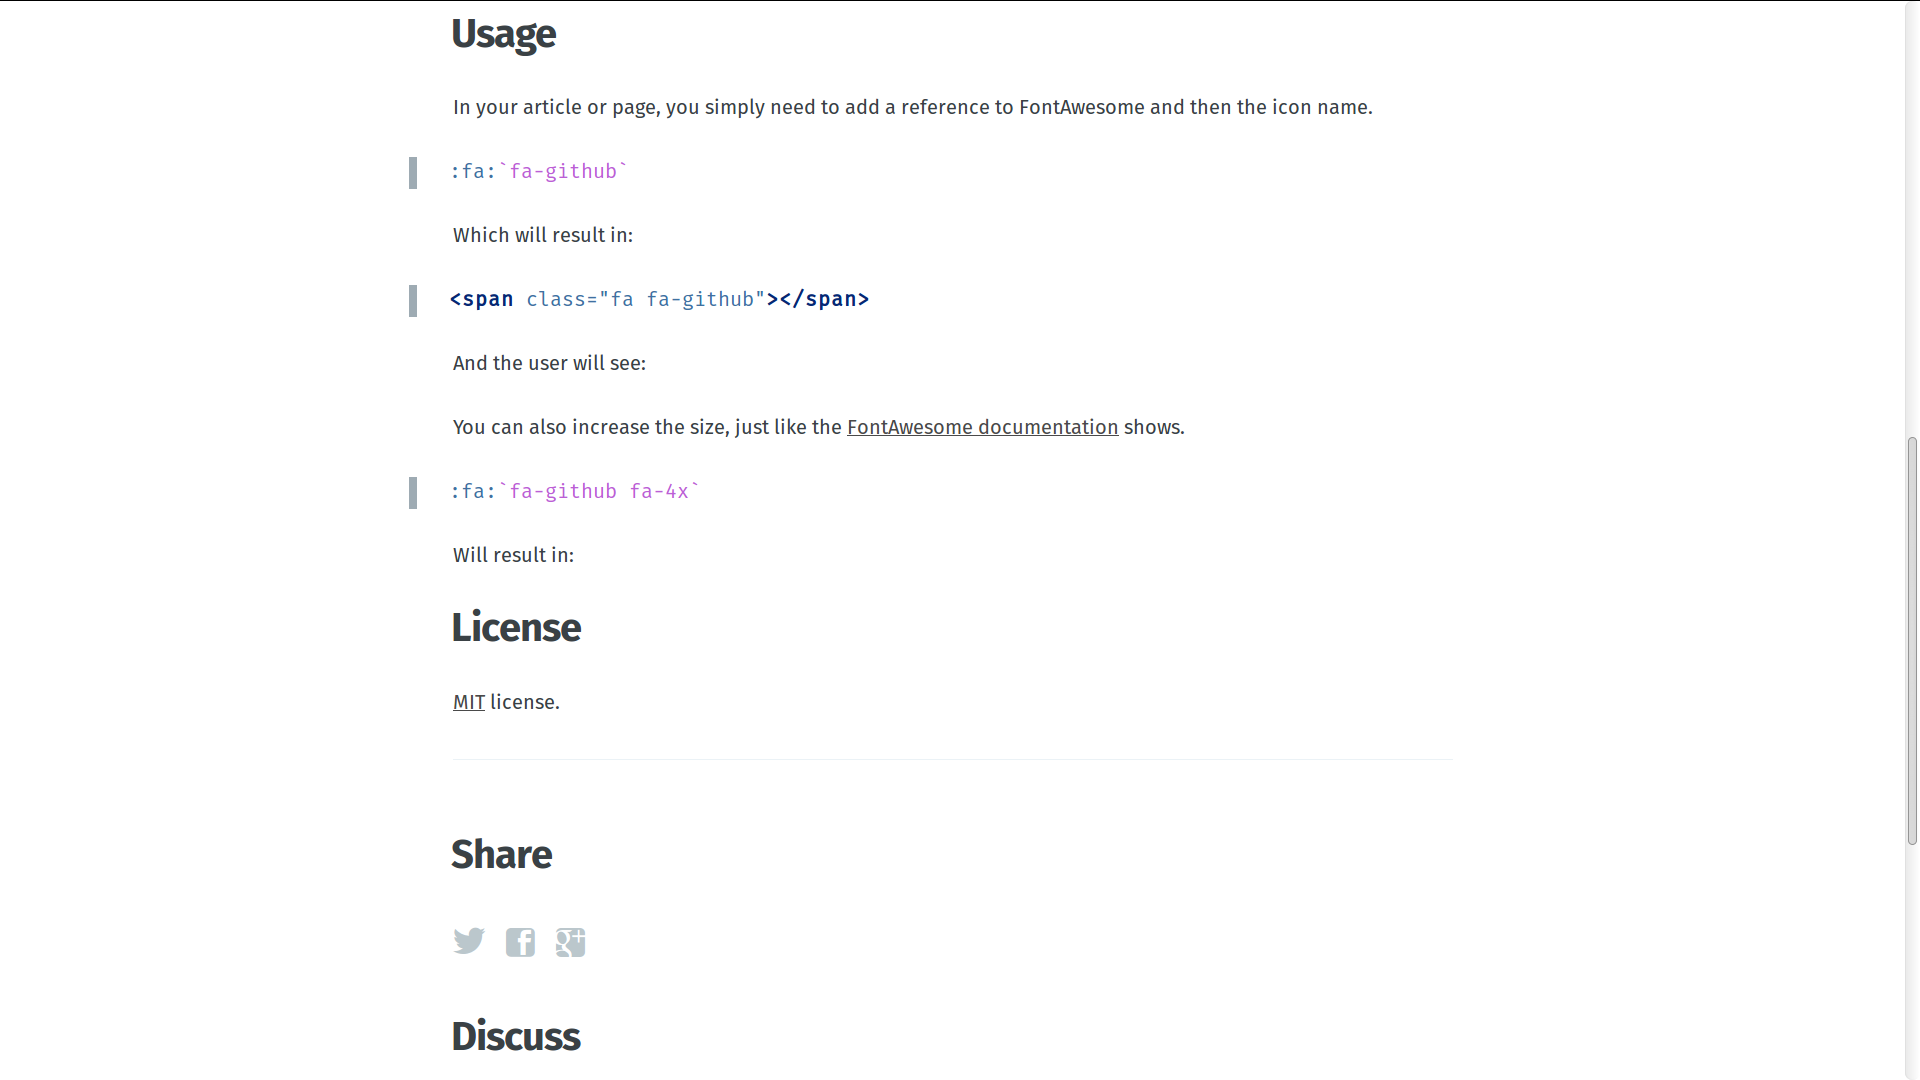 Usage
In your article or page, you simply need to add a reference to FontAwesome and then the icon name.
:fa:`fa-github`
Which will result in:
<span class="fa fa-github"></span>
And the user will see:
You can also increase the size, just like the FontAwesome documentation shows.
:fa:`fa-github fa-4x`
Will result in:
License
MIT license.
Share
Discuss